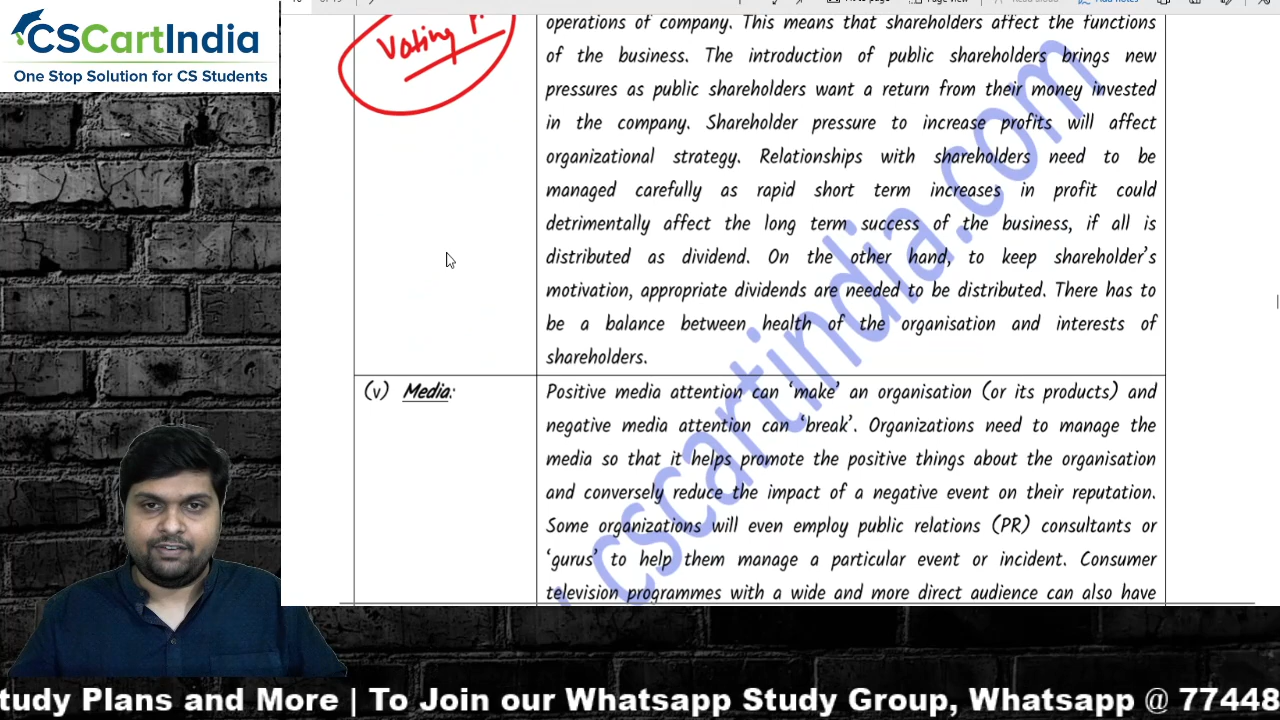 CSCartIndia
One Stop Solution for CS Students
Voting
operations of company. This means that shareholders affect the functions
of the business. The introduction of public shareholders brings new
pressures as public shareholders want a return from their money invested
in the company. Shareholder pressure to increase profits will affect
organizational strategy. Relationships with shareholders need to be
managed carefully as rapid short term increases in profit could
detrimentally affect the long term success of the business, if all is
distributed as dividend. On the other hand, to keep shareholder's
motivation, appropriate dividends are needed to be distributed. There has to
be a balance between health of the organisation and interests of
shareholders.
(v) Media:
Positive media attention can 'make' an organisation (or its products) and
negative media attention can 'break'. Organizations need to manage the
media so that it helps promote the positive things about the organisation
and conversely reduce the impact of a negative event on their reputation.
Some organizations will even employ public relations (PR) consultants or
'gurus' to help them manage a particular event or incident. Consumer
television programmes with a wide and more direct audience can also have
cscartindia.com
tudy Plans and More | To Join our Whatsapp Study Group, Whatsapp @ 77448